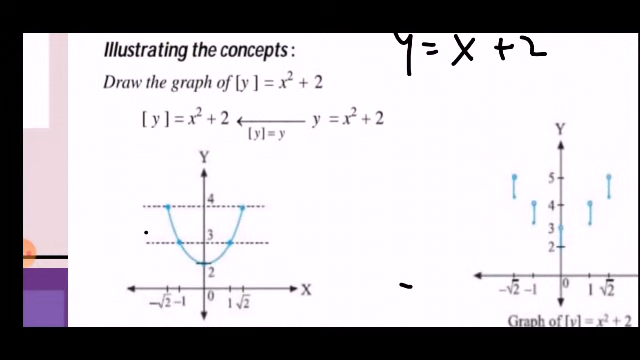 Illustrating the concepts :
y = x + 2
Draw the graph of [y] = x² + 2
[y] = x² + 2 ← y = x² + 2
[y]=y
Y
4
3
2
-√2 -1 0 1 √2 X
Y
5
4
3
2
-√2 -1 0 1 √2
Graph of [y] = x² + 2